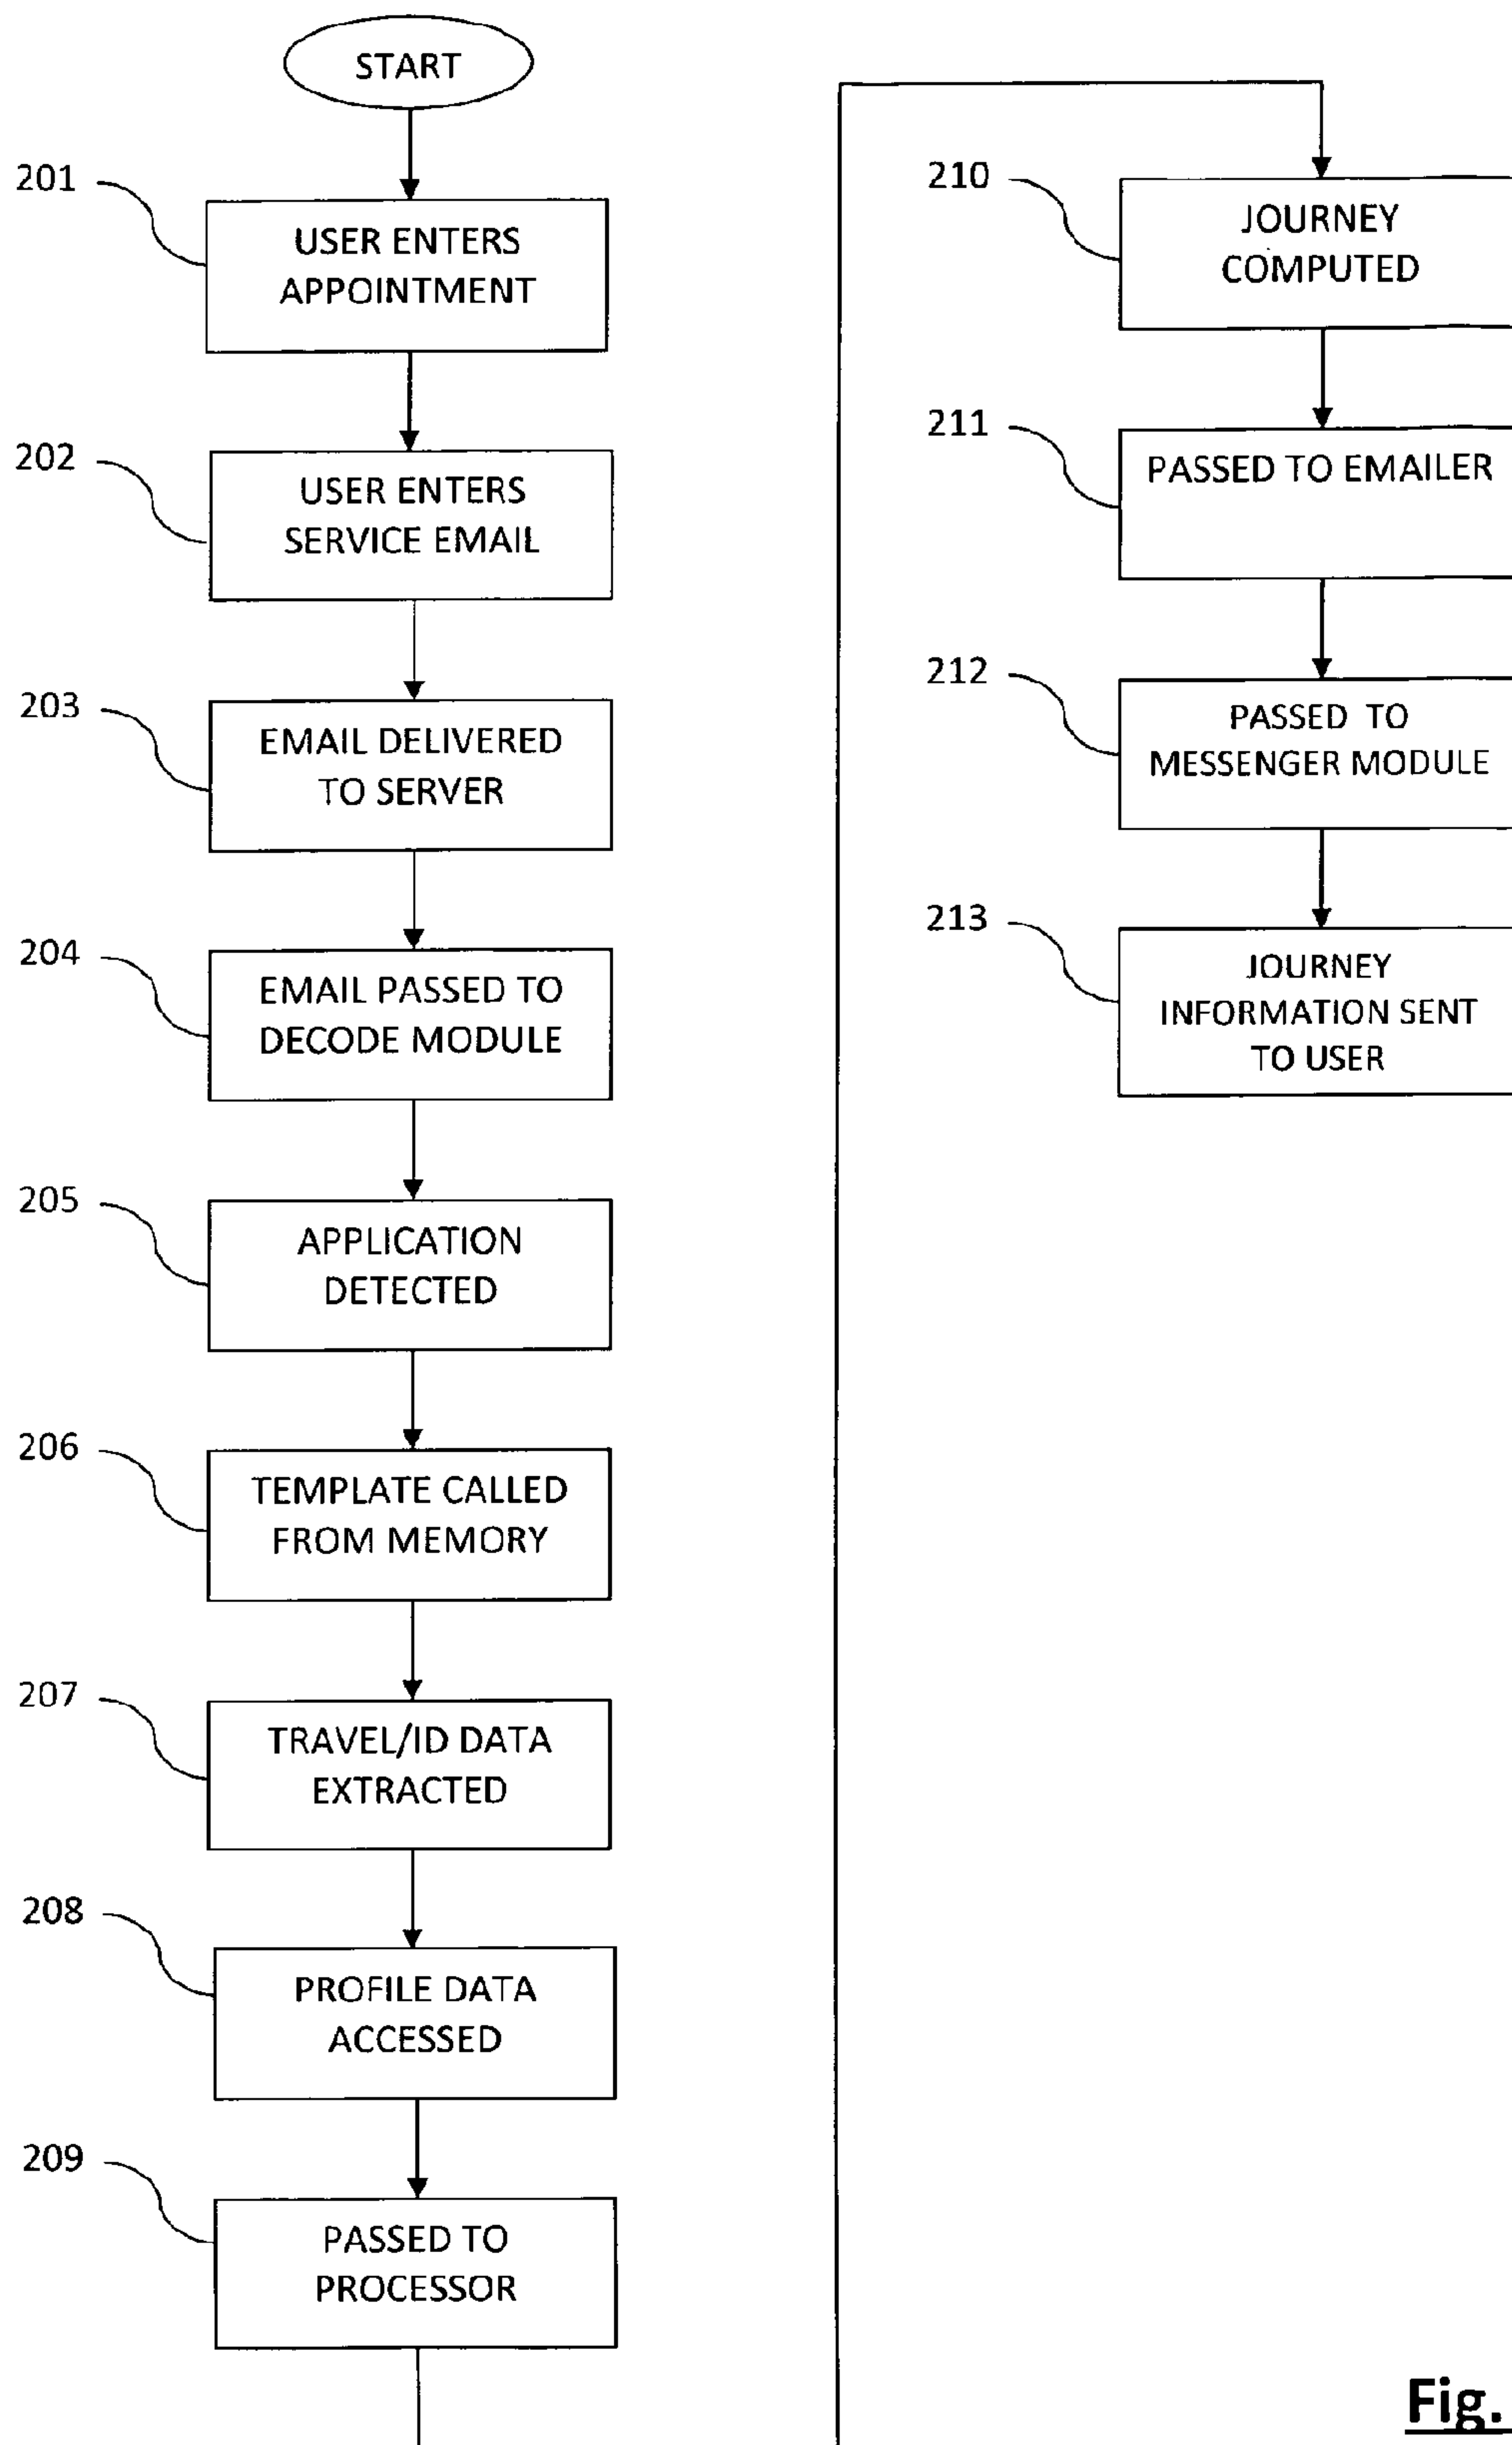 START
201
USER ENTERS
APPOINTMENT
202
USER ENTERS
SERVICE EMAIL
203
EMAIL DELIVERED
TO SERVER
204
EMAIL PASSED TO
DECODE MODULE
205
APPLICATION
DETECTED
206
TEMPLATE CALLED
FROM MEMORY
207
TRAVEL/ID DATA
EXTRACTED
208
PROFILE DATA
ACCESSED
209
PASSED TO
PROCESSOR
210
JOURNEY
COMPUTED
211
PASSED TO EMAILER
212
PASSED TO
MESSENGER MODULE
213
JOURNEY
INFORMATION SENT
TO USER
Fig.